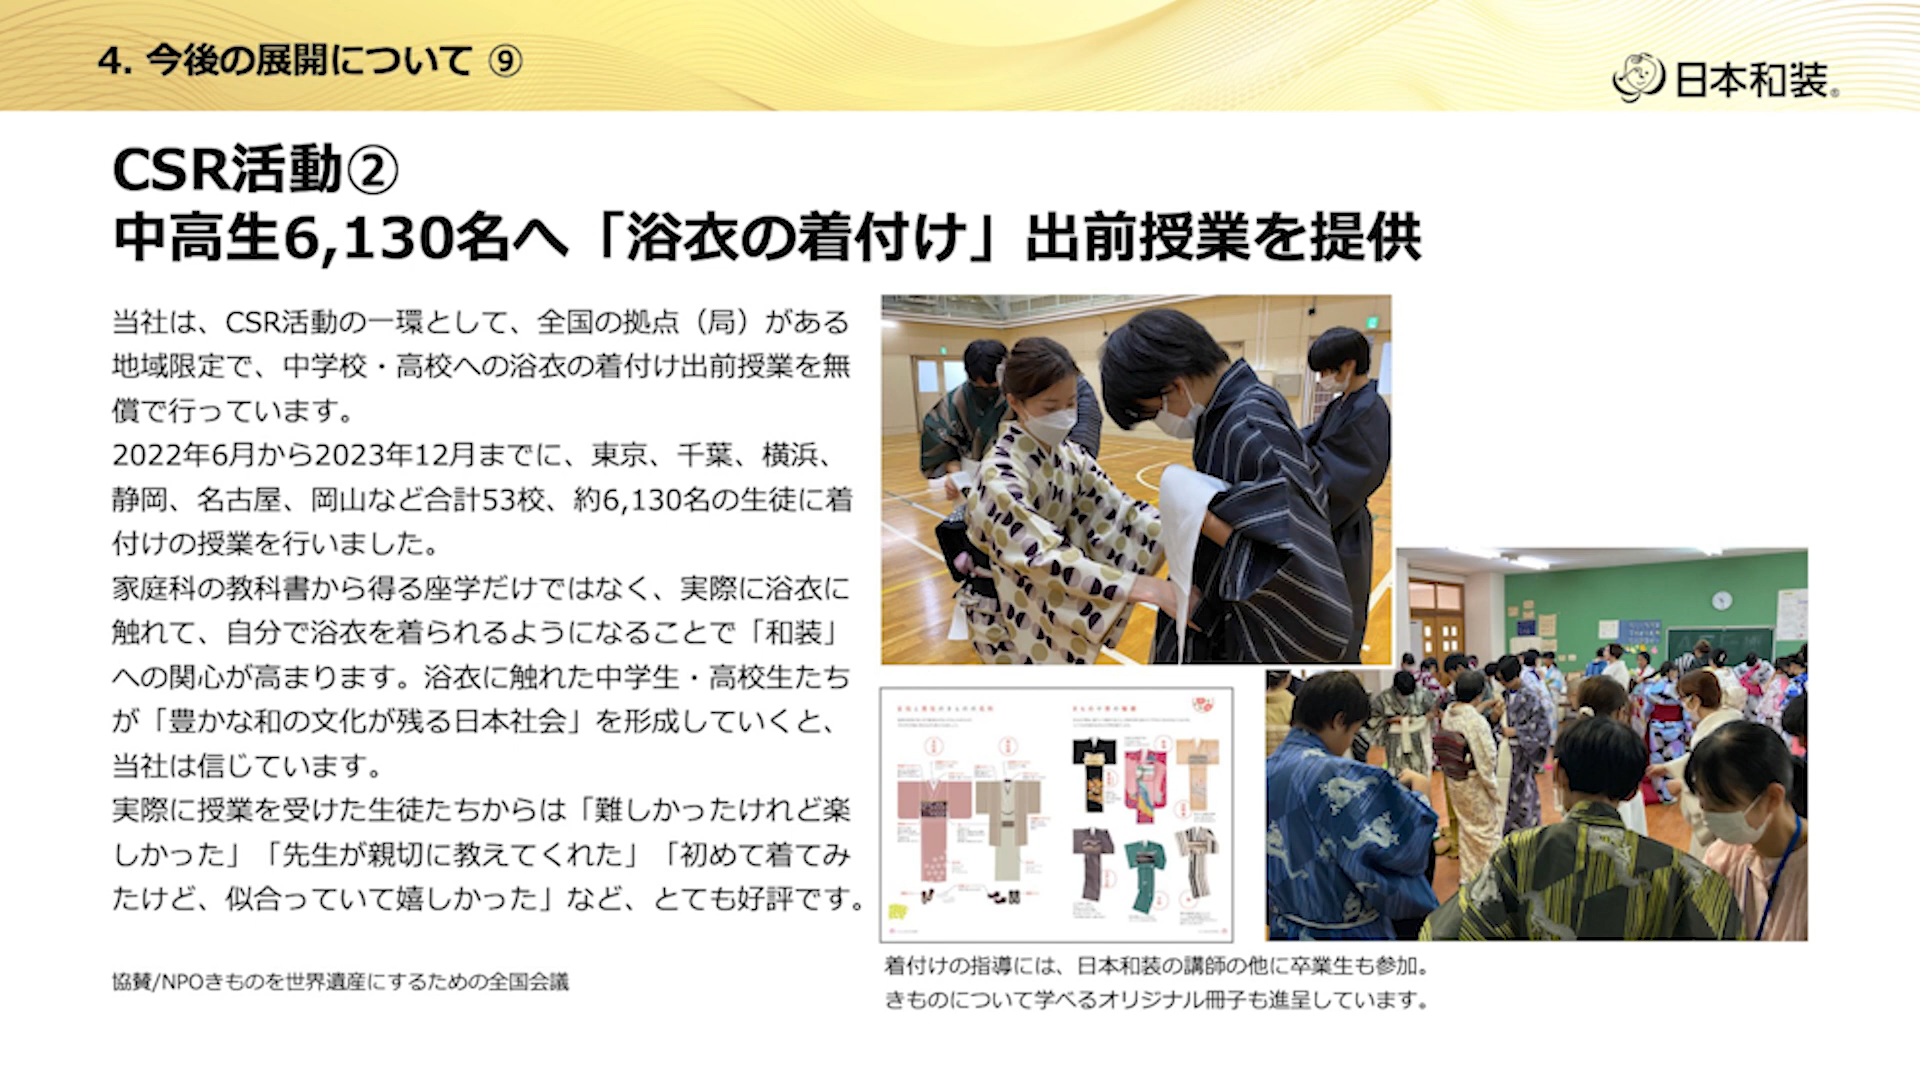 4. 今後の展開について ⑨
日本和装®
CSR活動②
中高生6,130名へ「浴衣の着付け」出前授業を提供
当社は、CSR活動の一環として、全国の拠点（局）がある
地域限定で、中学校・高校への浴衣の着付け出前授業を無
償で行っています。
2022年6月から2023年12月までに、東京、千葉、横浜、
静岡、名古屋、岡山など合計53校、約6,130名の生徒に着
付けの授業を行いました。
家庭科の教科書から得る座学だけではなく、実際に浴衣に
触れて、自分で浴衣を着られるようになることで「和装」
への関心が高まります。浴衣に触れた中学生・高校生たち
が「豊かな和の文化が残る日本社会」を形成していくと、
当社は信じています。
実際に授業を受けた生徒たちからは「難しかったけれど楽
しかった」「先生が親切に教えてくれた」「初めて着てみ
たけど、似合っていて嬉しかった」など、とても好評です。
協賛/NPOきものを世界遺産にするための全国会議
着付けの指導には、日本和装の講師の他に卒業生も参加。
きものについて学べるオリジナル冊子も進呈しています。